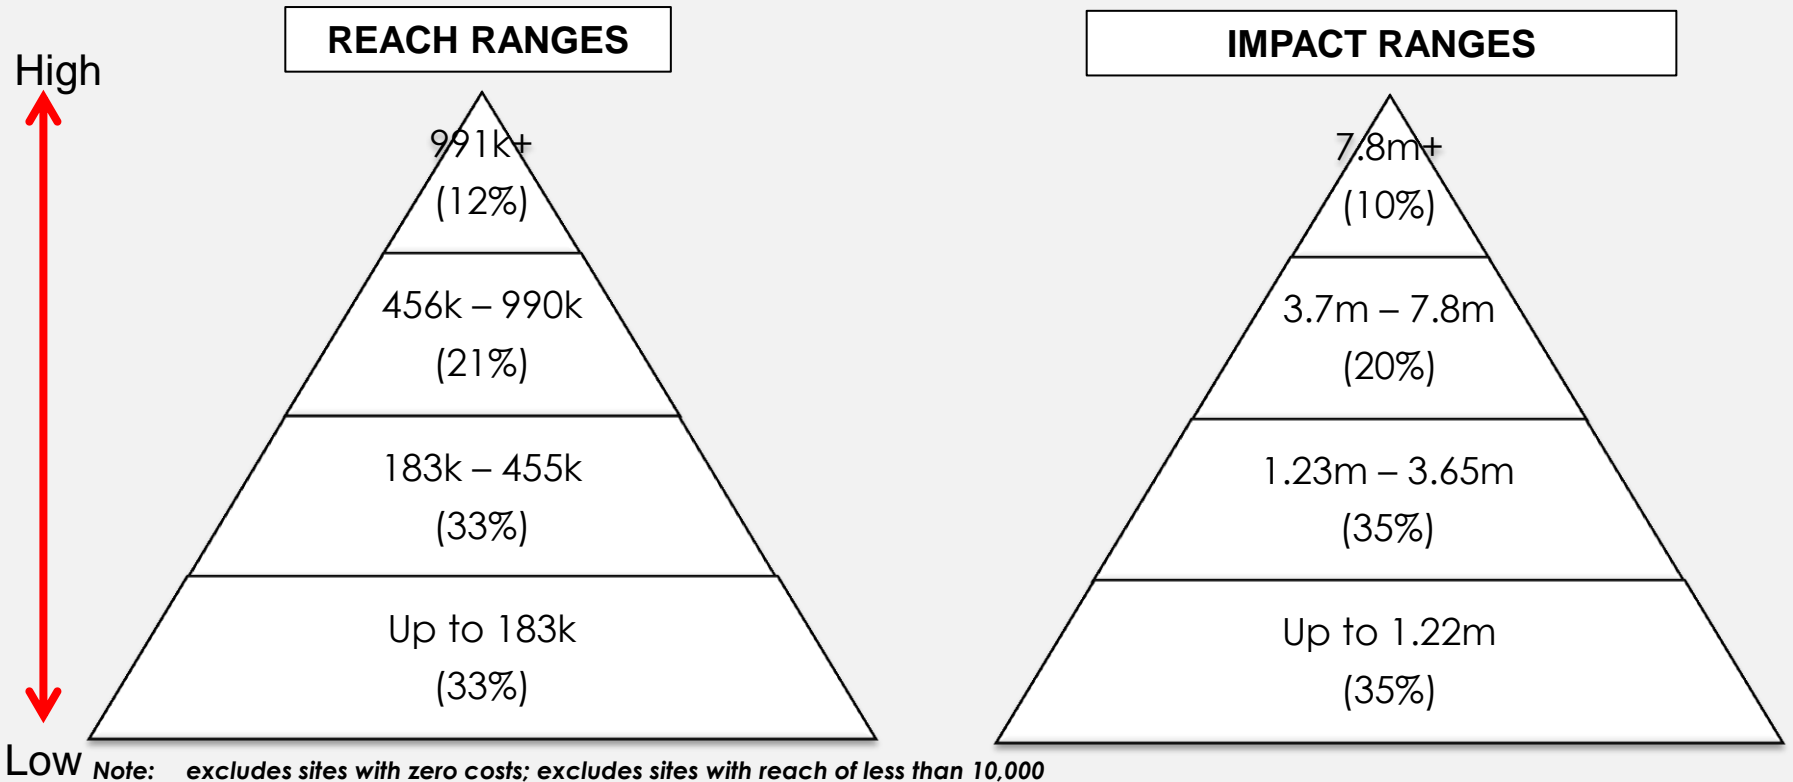 REACH RANGES
IMPACT RANGES
High
991k+
(12%)
456k – 990k
(21%)
183k – 455k
(33%)
Up to 183k
(33%)
7.8m+
(10%)
3.7m – 7.8m
(20%)
1.23m – 3.65m
(35%)
Up to 1.22m
(35%)
Low
Note: excludes sites with zero costs; excludes sites with reach of less than 10,000